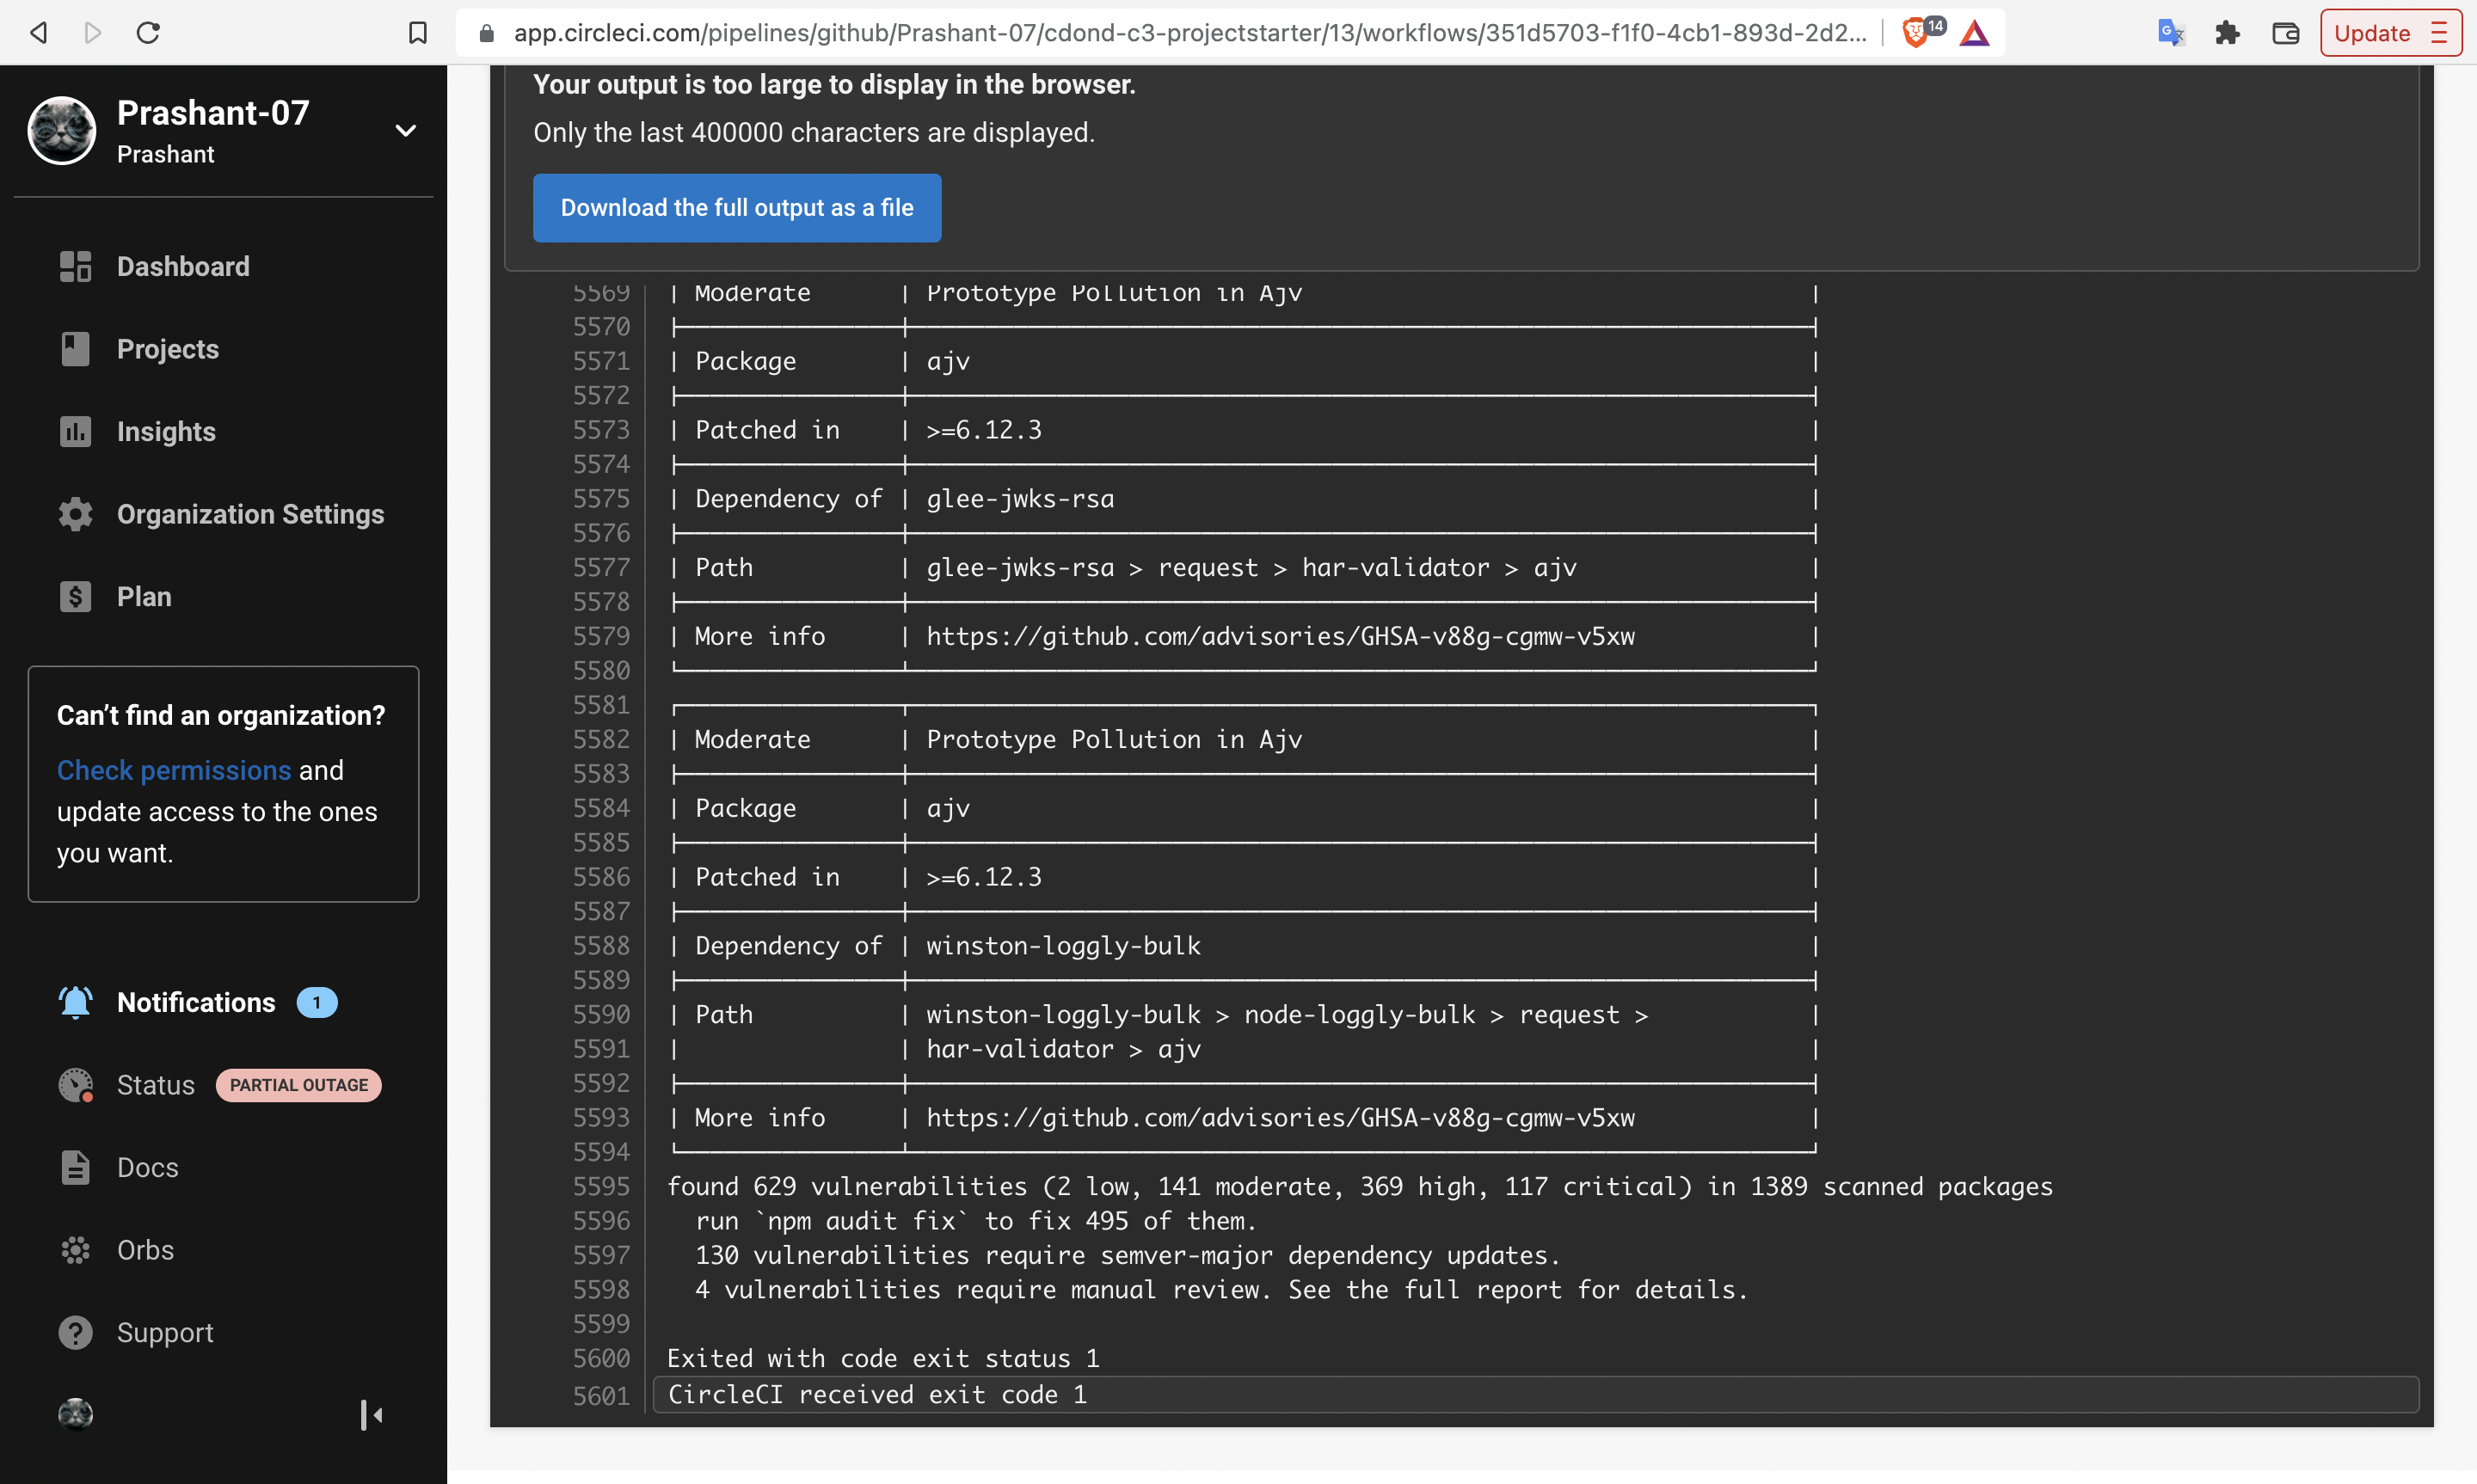 app.circleci.com/pipelines/github/Prashant-07/cdond-c3-projectstarter/13/workflows/351d5703-f1f0-4cb1-893d-2d2...
14
Update
Prashant-07
Prashant
Dashboard
Projects
Insights
Organization Settings
Plan
Can’t find an organization?
Check permissions and
update access to the ones
you want.
Notifications 1
Status PARTIAL OUTAGE
Docs
Orbs
Support
Your output is too large to display in the browser.
Only the last 400000 characters are displayed.
Download the full output as a file
5569 | Moderate | Prototype Pollution in Ajv |
5570
5571 | Package | ajv |
5572
5573 | Patched in | >=6.12.3 |
5574
5575 | Dependency of | glee-jwks-rsa |
5576
5577 | Path | glee-jwks-rsa > request > har-validator > ajv |
5578
5579 | More info | https://github.com/advisories/GHSA-v88g-cgmw-v5xw |
5580
5581
5582 | Moderate | Prototype Pollution in Ajv |
5583
5584 | Package | ajv |
5585
5586 | Patched in | >=6.12.3 |
5587
5588 | Dependency of | winston-loggly-bulk |
5589
5590 | Path | winston-loggly-bulk > node-loggly-bulk > request > |
5591 | | har-validator > ajv |
5592
5593 | More info | https://github.com/advisories/GHSA-v88g-cgmw-v5xw |
5594
5595 found 629 vulnerabilities (2 low, 141 moderate, 369 high, 117 critical) in 1389 scanned packages
5596 run `npm audit fix` to fix 495 of them.
5597 130 vulnerabilities require semver-major dependency updates.
5598 4 vulnerabilities require manual review. See the full report for details.
5599
5600 Exited with code exit status 1
5601 CircleCI received exit code 1